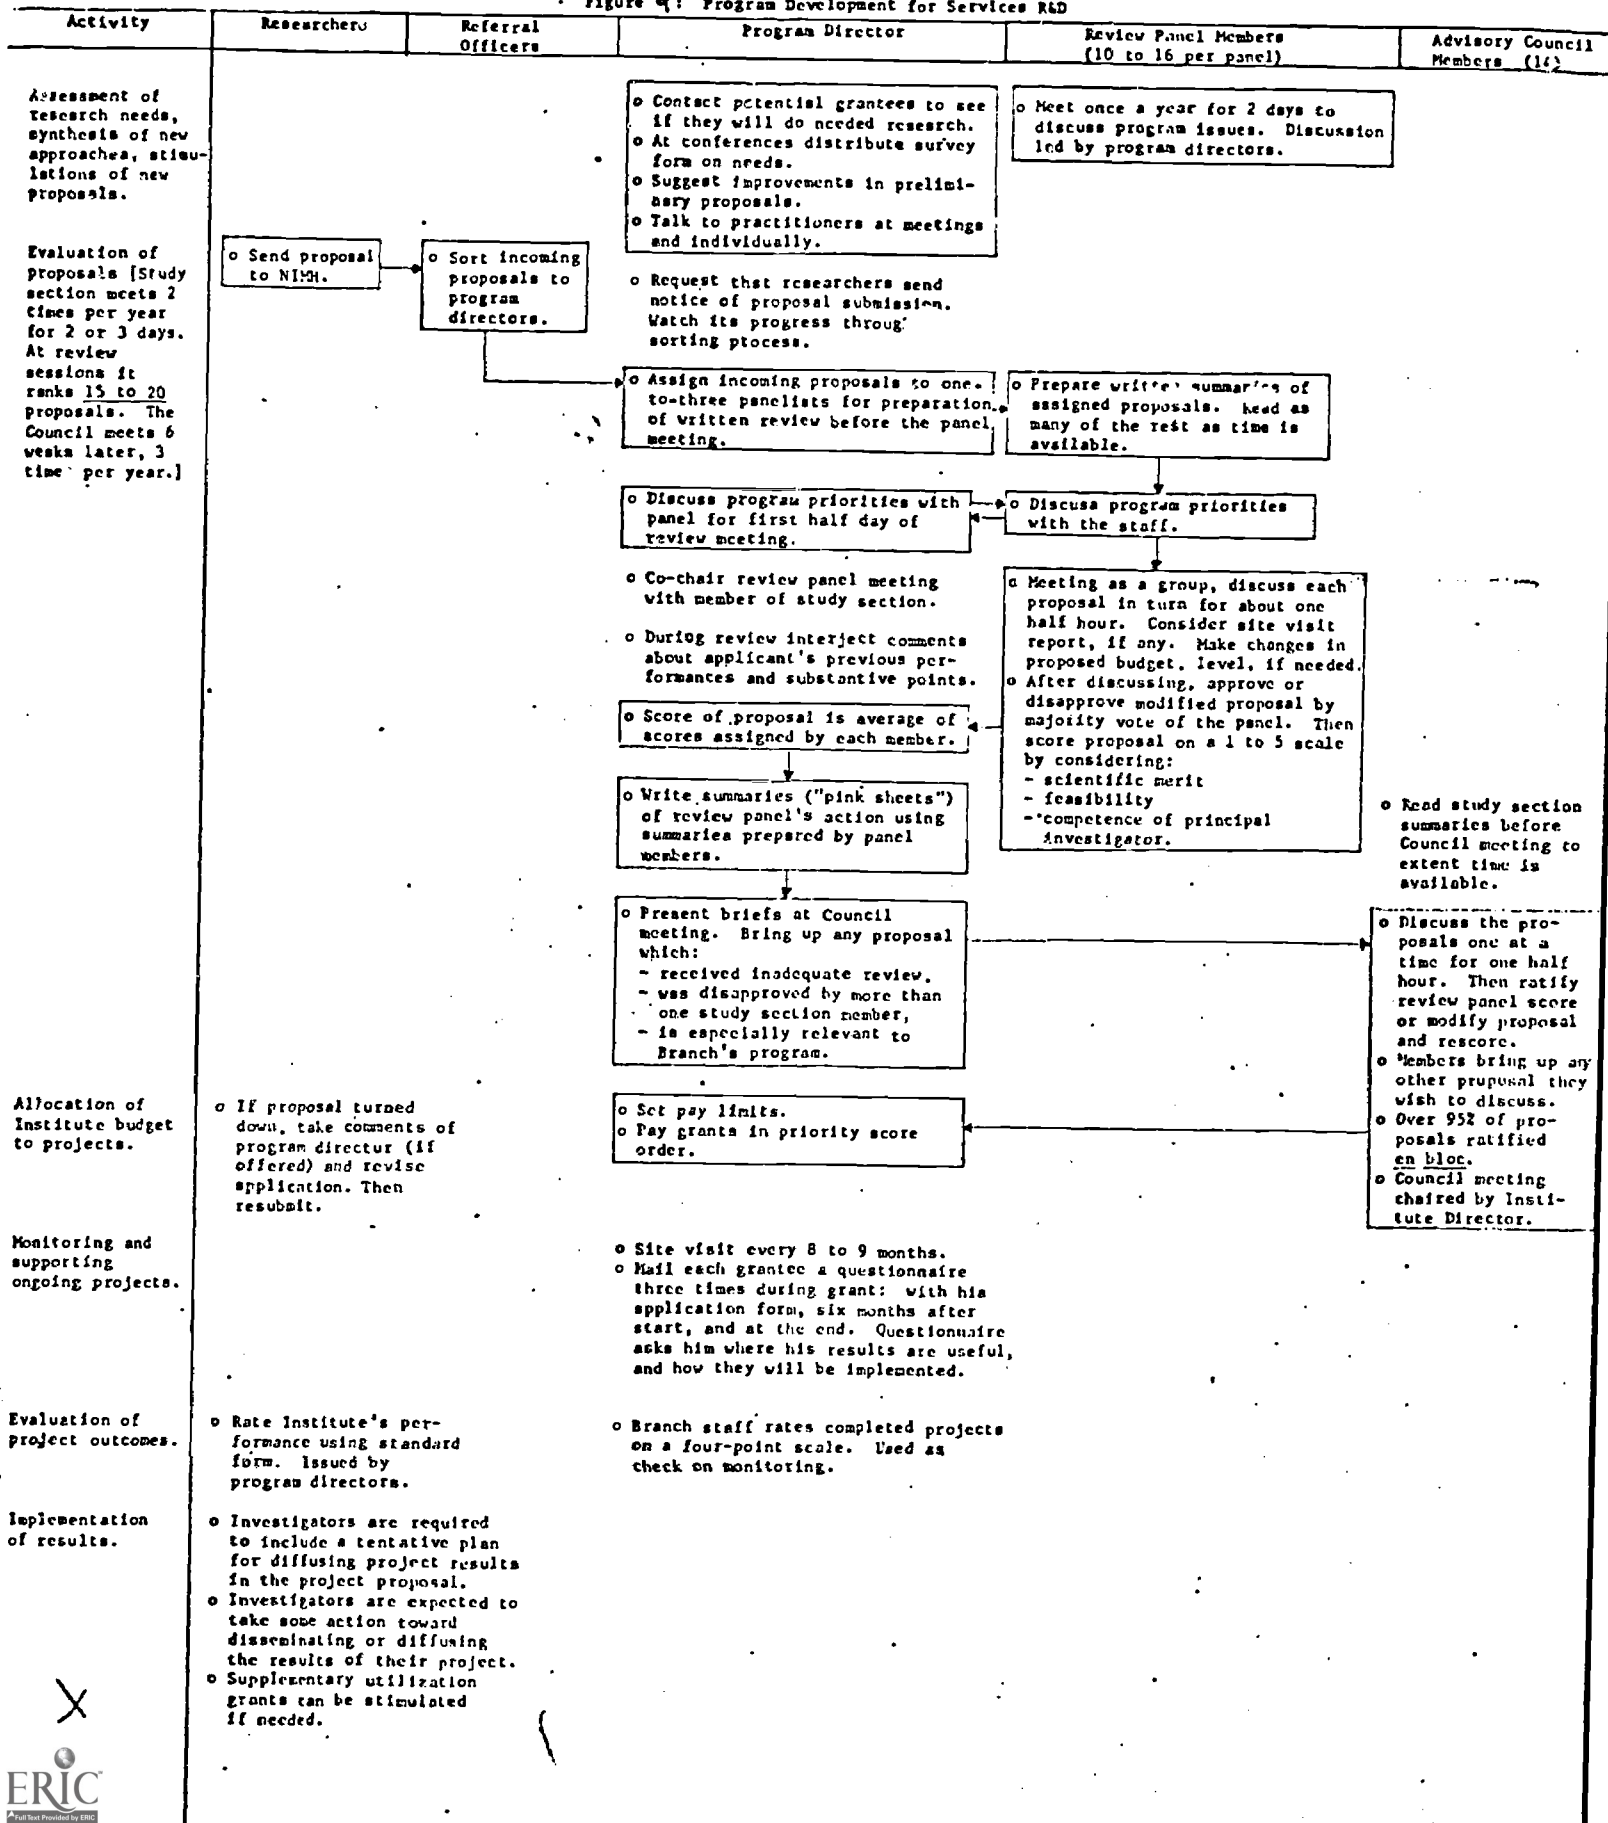 Figure 9: Program Development for Services R&D
Activity
Researchers
Referral
Officers
Program Director
Review Panel Members
(10 to 16 per panel)
Advisory Council
Members
Assessment of
research needs,
synthesis of new
approaches, stimu-
lations of new
proposals.
o Contact potential grantees to see
if they will do needed research.
o At conferences distribute survey
form on needs.
o Suggest improvements in prelimi-
nary proposals.
o Talk to practitioners at meetings
and individually.
o Meet once a year for 2 days to
discuss program issues. Discussion
led by program directors.
Evaluation of
proposals [Study
section meets 2
times per year
for 2 or 3 days.
At review
sessions it
ranks 15 to 20
proposals. The
Council meets 6
weeks later, 3
time per year.]
o Send proposal
to NIMH.
o Sort incoming
proposals to
program
directors.
o Request that researchers send
notice of proposal submission.
Watch its progress throug
sorting process.
o Assign incoming proposals to one-
to-three panelists for preparation
of written review before the panel
meeting.
o Prepare written summaries of
assigned proposals. Read as
many of the rest as time is
available.
o Discuss program priorities with
panel for first half day of
review meeting.
o Discuss program priorities
with the staff.
o Co-chair review panel meeting
with member of study section.
o During review interject comments
about applicant's previous per-
formances and substantive points.
o Meeting as a group, discuss each
proposal in turn for about one
half hour. Consider site visit
report, if any. Make changes in
proposed budget, level, if needed.
o After discussing, approve or
disapprove modified proposal by
majority vote of the panel. Then
score proposal on a 1 to 5 scale
by considering:
- scientific merit
- feasibility
- competence of principal
investigator.
o Score of proposal is average of
scores assigned by each member.
o Write summaries ("pink sheets")
of review panel's action using
summaries prepared by panel
members.
o Read study section
summaries before
Council meeting to
extent time is
available.
o Present briefs at Council
meeting. Bring up any proposal
which:
- received inadequate review,
- was disapproved by more than
one study section member,
- is especially relevant to
Branch's program.
o Discuss the pro-
posals one at a
time for one half
hour. Then ratify
review panel score
or modify proposal
and rescore.
o Members bring up any
other proposal they
wish to discuss.
o Over 95% of pro-
posals ratified
en bloc.
o Council meeting
chaired by Insti-
tute Director.
Allocation of
Institute budget
to projects.
o If proposal turned
down, take comments of
program director (if
offered) and revise
application. Then
resubmit.
o Set pay limits.
o Pay grants in priority score
order.
Monitoring and
supporting
ongoing projects.
o Site visit every 8 to 9 months.
o Mail each grantee a questionnaire
three times during grant: with his
application form, six months after
start, and at the end. Questionnaire
asks him where his results are useful,
and how they will be implemented.
Evaluation of
project outcomes.
o Rate Institute's per-
formance using standard
form. Issued by
program directors.
o Branch staff rates completed projects
on a four-point scale. Used as
check on monitoring.
Implementation
of results.
o Investigators are required
to include a tentative plan
for diffusing project results
in the project proposal.
o Investigators are expected to
take some action toward
disseminating or diffusing
the results of their project.
o Supplementary utilization
grants can be stimulated
if needed.
X
ERIC
Full Text Provided by ERIC